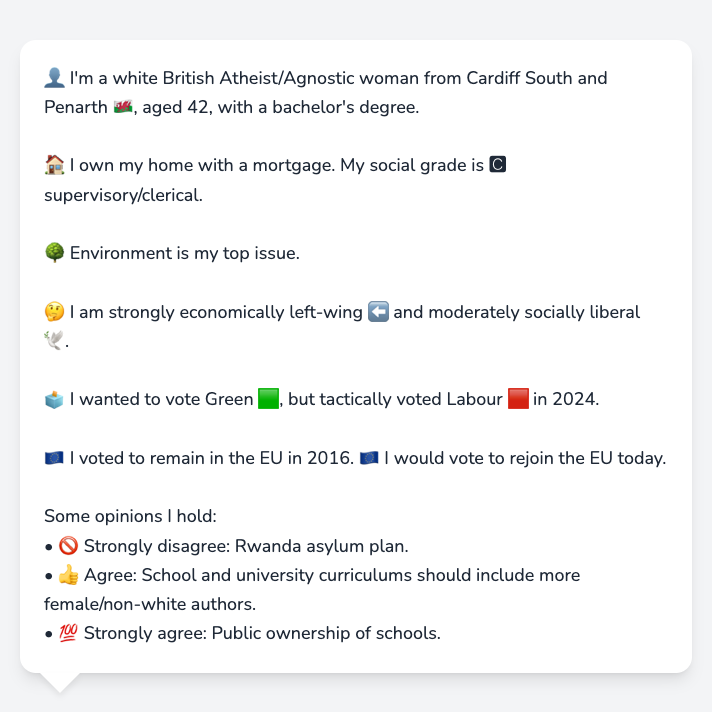 👤 I'm a white British Atheist/Agnostic woman from Cardiff South and
Penarth 🏴󠁧󠁢󠁷󠁬󠁳󠁿, aged 42, with a bachelor's degree.
🏠 I own my home with a mortgage. My social grade is 🅲
supervisory/clerical.
🌳 Environment is my top issue.
🤔 I am strongly economically left-wing ⬅️ and moderately socially liberal
🕊️.
🗳️ I wanted to vote Green 🟩, but tactically voted Labour 🟥 in 2024.
🇪🇺 I voted to remain in the EU in 2016. 🇪🇺 I would vote to rejoin the EU today.
Some opinions I hold:
• 🚫 Strongly disagree: Rwanda asylum plan.
• 👍 Agree: School and university curriculums should include more
female/non-white authors.
• 💯 Strongly agree: Public ownership of schools.